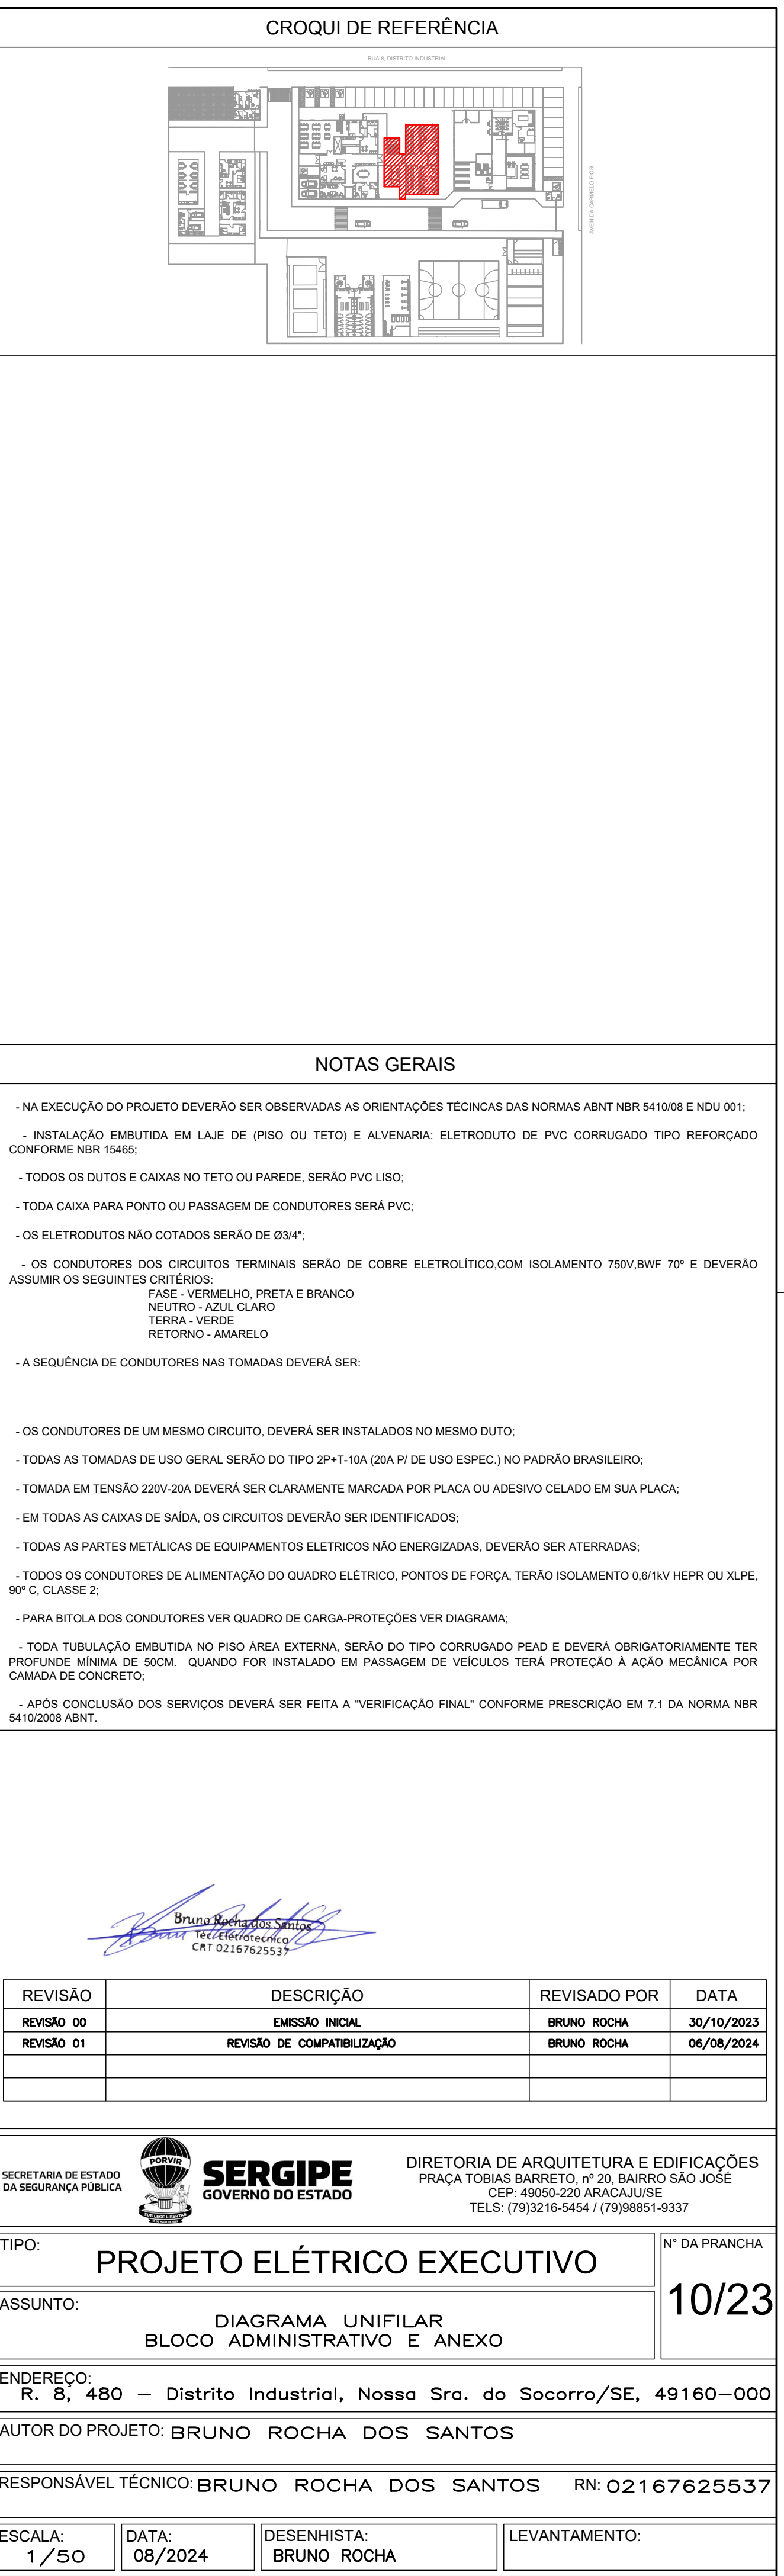 CROQUI DE REFERÊNCIA
RUA 8, DISTRITO INDUSTRIAL
AVENIDA CARMELO FIOR
NOTAS GERAIS
- NA EXECUÇÃO DO PROJETO DEVERÃO SER OBSERVADAS AS ORIENTAÇÕES TÉCINCAS DAS NORMAS ABNT NBR 5410/08 E NDU 001;
- INSTALAÇÃO EMBUTIDA EM LAJE DE (PISO OU TETO) E ALVENARIA: ELETRODUTO DE PVC CORRUGADO TIPO REFORÇADO
CONFORME NBR 15465;
- TODOS OS DUTOS E CAIXAS NO TETO OU PAREDE, SERÃO PVC LISO;
- TODA CAIXA PARA PONTO OU PASSAGEM DE CONDUTORES SERÁ PVC;
- OS ELETRODUTOS NÃO COTADOS SERÃO DE Ø3/4";
- OS CONDUTORES DOS CIRCUITOS TERMINAIS SERÃO DE COBRE ELETROLÍTICO,COM ISOLAMENTO 750V,BWF 70º E DEVERÃO
ASSUMIR OS SEGUINTES CRITÉRIOS:
FASE - VERMELHO, PRETA E BRANCO
NEUTRO - AZUL CLARO
TERRA - VERDE
RETORNO - AMARELO
- A SEQUÊNCIA DE CONDUTORES NAS TOMADAS DEVERÁ SER:
- OS CONDUTORES DE UM MESMO CIRCUITO, DEVERÁ SER INSTALADOS NO MESMO DUTO;
- TODAS AS TOMADAS DE USO GERAL SERÃO DO TIPO 2P+T-10A (20A P/ DE USO ESPEC.) NO PADRÃO BRASILEIRO;
- TOMADA EM TENSÃO 220V-20A DEVERÁ SER CLARAMENTE MARCADA POR PLACA OU ADESIVO CELADO EM SUA PLACA;
- EM TODAS AS CAIXAS DE SAÍDA, OS CIRCUITOS DEVERÃO SER IDENTIFICADOS;
- TODAS AS PARTES METÁLICAS DE EQUIPAMENTOS ELETRICOS NÃO ENERGIZADAS, DEVERÃO SER ATERRADAS;
- TODOS OS CONDUTORES DE ALIMENTAÇÃO DO QUADRO ELÉTRICO, PONTOS DE FORÇA, TERÃO ISOLAMENTO 0,6/1kV HEPR OU XLPE,
90º C, CLASSE 2;
- PARA BITOLA DOS CONDUTORES VER QUADRO DE CARGA-PROTEÇÕES VER DIAGRAMA;
- TODA TUBULAÇÃO EMBUTIDA NO PISO ÁREA EXTERNA, SERÃO DO TIPO CORRUGADO PEAD E DEVERÁ OBRIGATORIAMENTE TER
PROFUNDE MÍNIMA DE 50CM. QUANDO FOR INSTALADO EM PASSAGEM DE VEÍCULOS TERÁ PROTEÇÃO À AÇÃO MECÂNICA POR
CAMADA DE CONCRETO;
- APÓS CONCLUSÃO DOS SERVIÇOS DEVERÁ SER FEITA A "VERIFICAÇÃO FINAL" CONFORME PRESCRIÇÃO EM 7.1 DA NORMA NBR
5410/2008 ABNT.
Bruno Rocha dos Santos
Téc. Eletrotécnico
CRT 02167625537
REVISÃO DESCRIÇÃO REVISADO POR DATA
REVISÃO 00 EMISSÃO INICIAL BRUNO ROCHA 30/10/2023
REVISÃO 01 REVISÃO DE COMPATIBILIZAÇÃO BRUNO ROCHA 06/08/2024
SECRETARIA DE ESTADO
DA SEGURANÇA PÚBLICA
PORVIR
SUB LEGE LIBERTAS
SERGIPE
GOVERNO DO ESTADO
DIRETORIA DE ARQUITETURA E EDIFICAÇÕES
PRAÇA TOBIAS BARRETO, nº 20, BAIRRO SÃO JOSÉ
CEP: 49050-220 ARACAJU/SE
TELS: (79)3216-5454 / (79)98851-9337
TIPO:
PROJETO ELÉTRICO EXECUTIVO
N° DA PRANCHA
10/23
ASSUNTO:
DIAGRAMA UNIFILAR
BLOCO ADMINISTRATIVO E ANEXO
ENDEREÇO:
R. 8, 480 – Distrito Industrial, Nossa Sra. do Socorro/SE, 49160–000
AUTOR DO PROJETO: BRUNO ROCHA DOS SANTOS
RESPONSÁVEL TÉCNICO: BRUNO ROCHA DOS SANTOS RN: 02167625537
ESCALA:
1/50
DATA:
08/2024
DESENHISTA:
BRUNO ROCHA
LEVANTAMENTO: